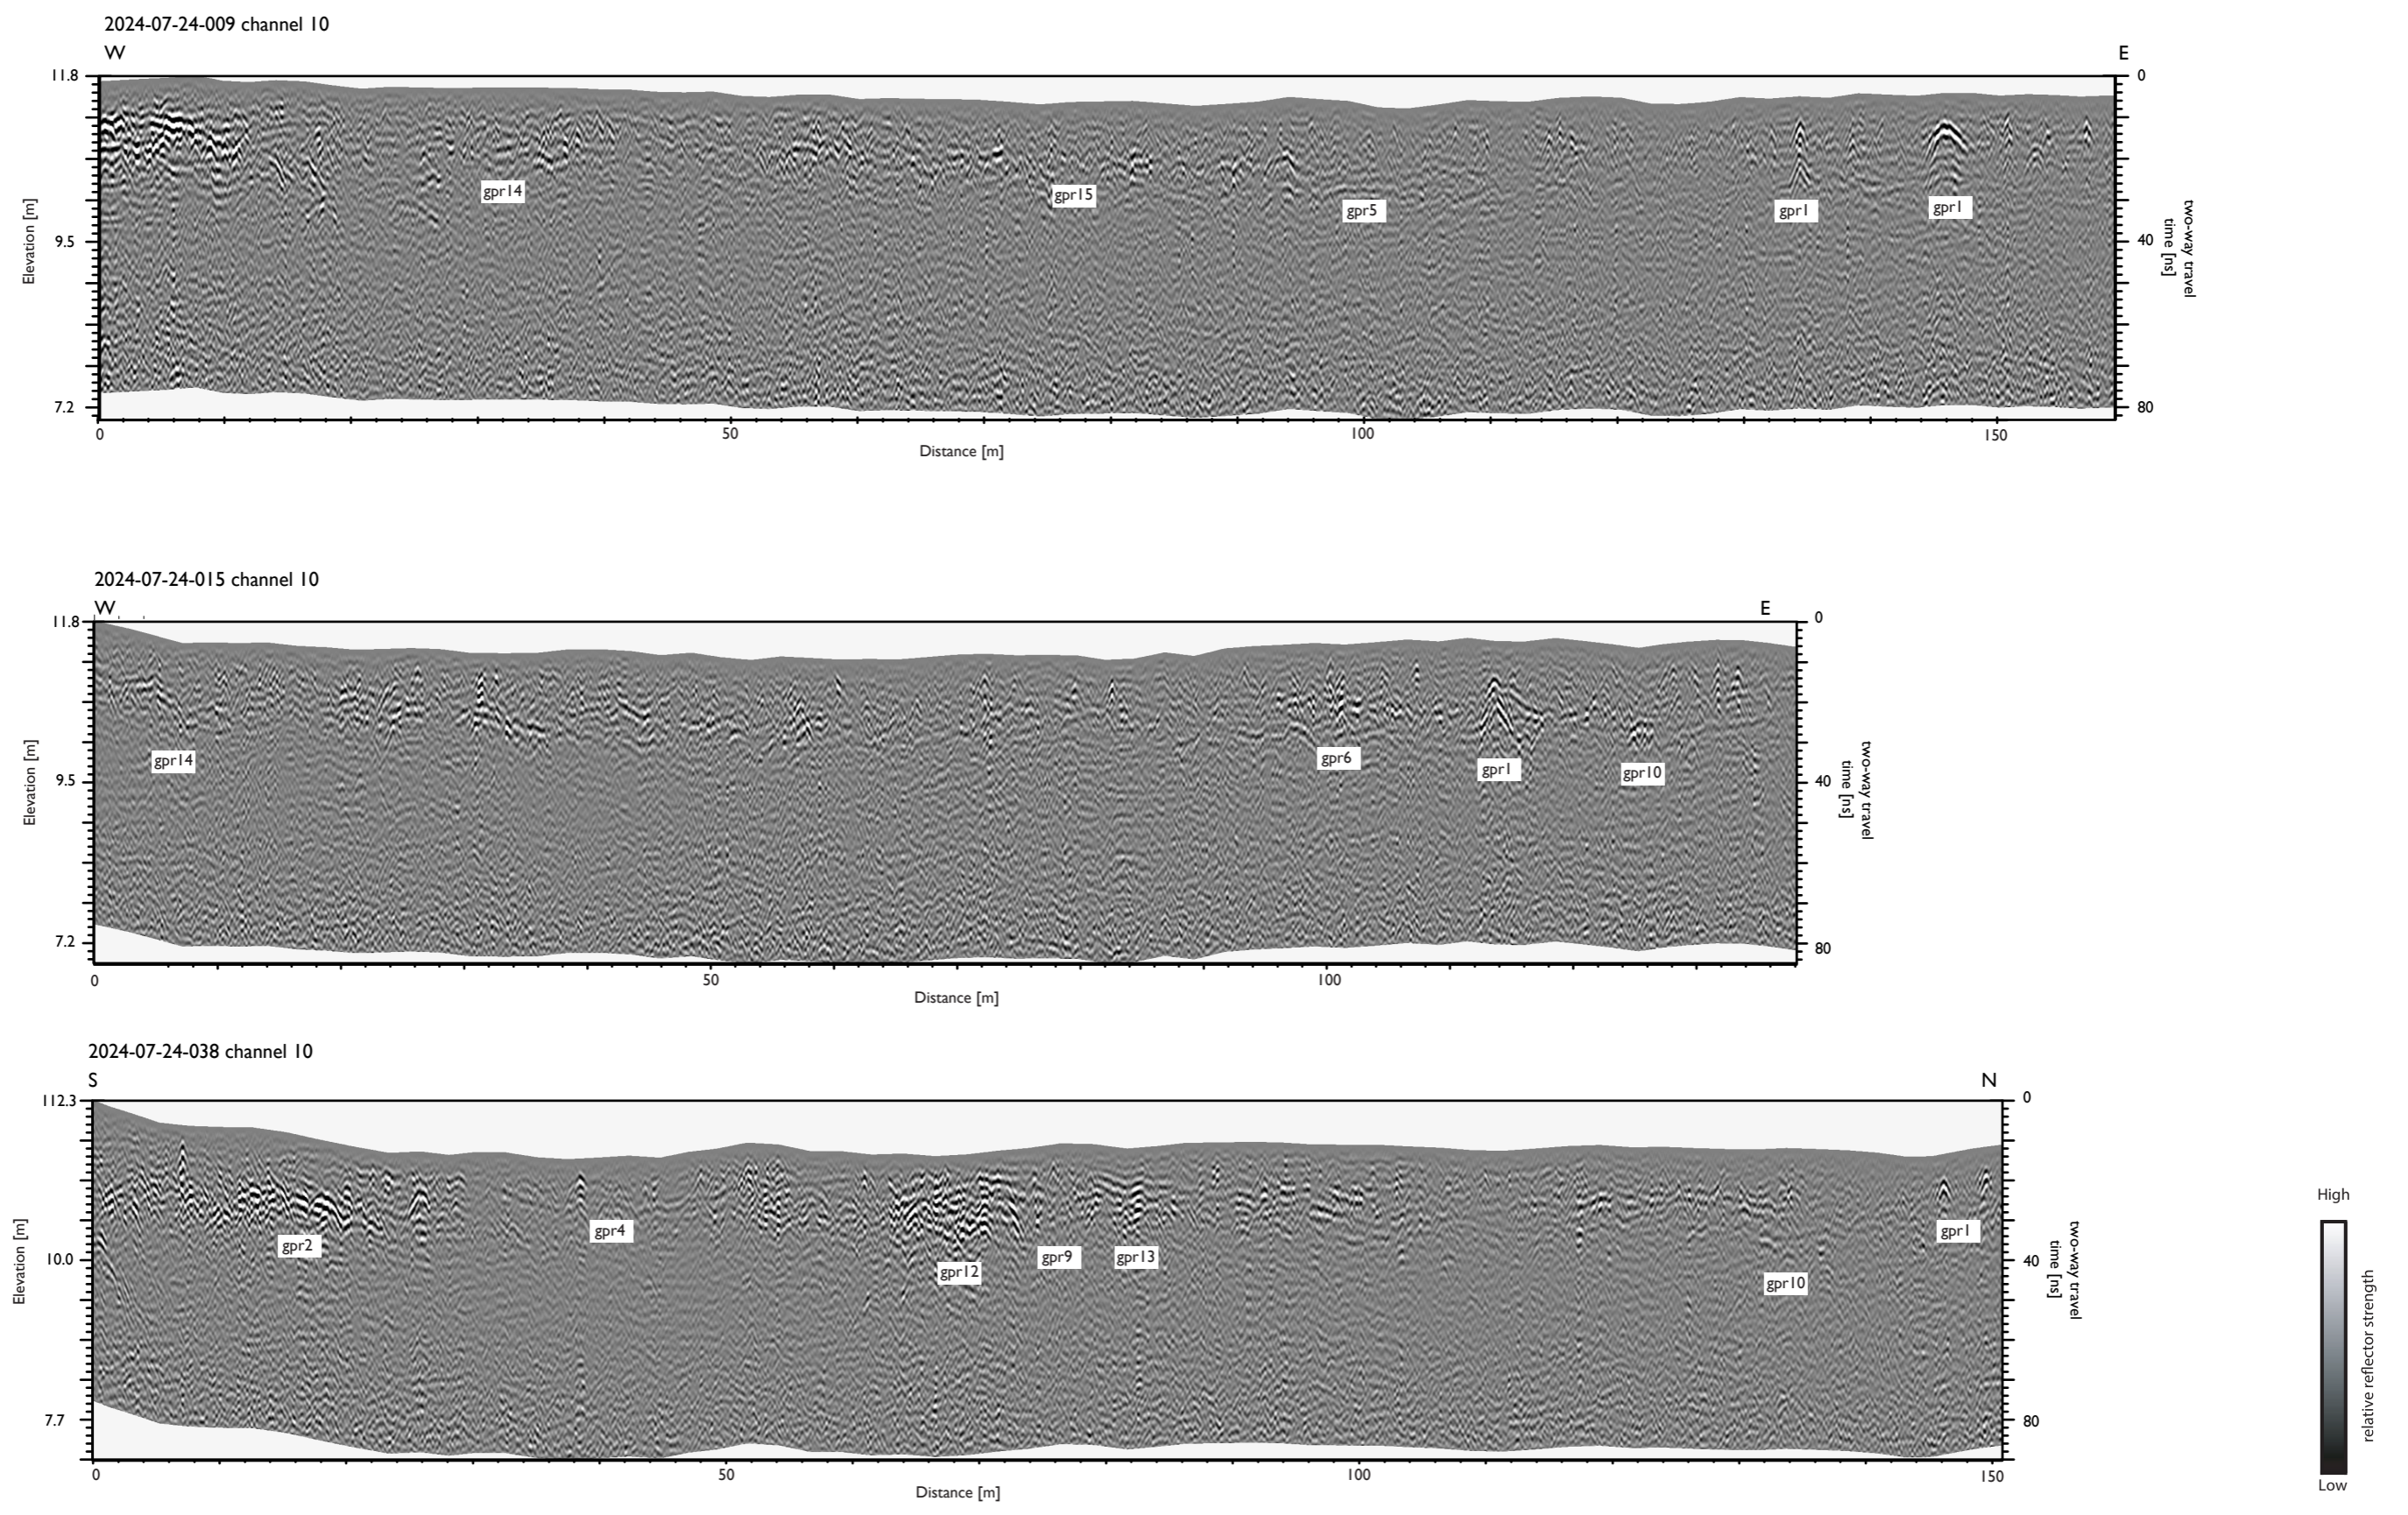 2024-07-24-009 channel 10
W
E
11.8
0
gpr14
gpr15
gpr5
gpr1
gpr1
Elevation [m]
9.5
40
two-way travel
time [ns]
7.2
80
0
50
100
150
Distance [m]
2024-07-24-015 channel 10
W
E
11.8
0
gpr14
gpr6
gpr1
gpr10
Elevation [m]
9.5
40
two-way travel
time [ns]
7.2
80
0
50
100
Distance [m]
2024-07-24-038 channel 10
S
N
112.3
0
gpr2
gpr4
gpr12
gpr9
gpr13
gpr10
gpr1
Elevation [m]
10.0
40
two-way travel
time [ns]
7.7
80
0
50
100
150
Distance [m]
High
relative reflector strength
Low